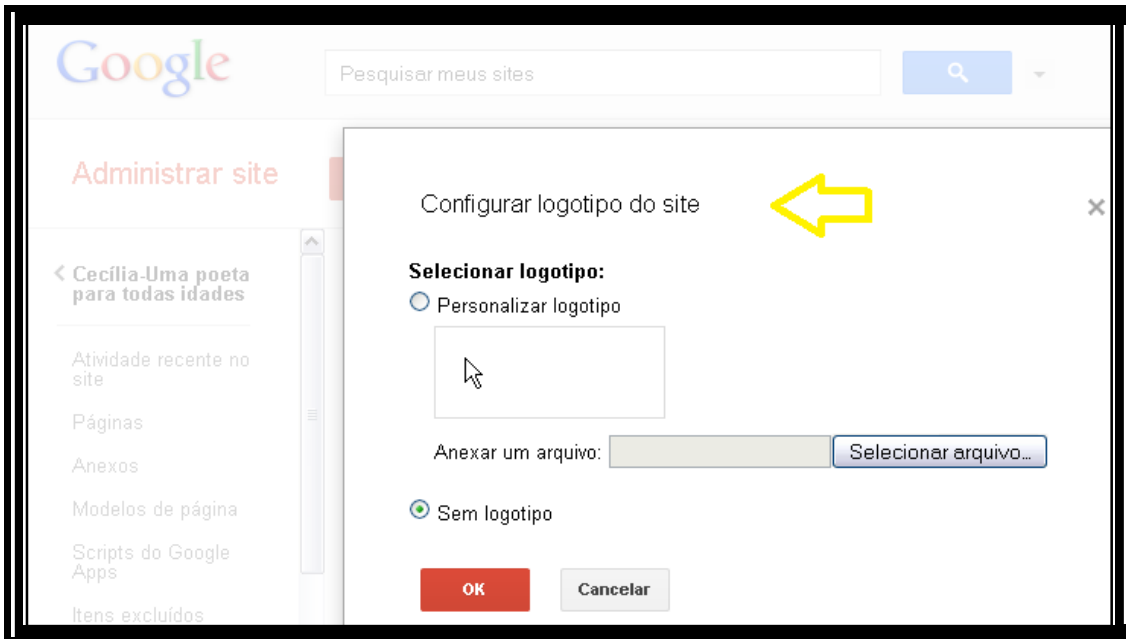 Google
Pesquisar meus sites
Administrar site
Cecília-Uma poeta
para todas idades
Atividade recente no
site
Páginas
Anexos
Modelos de página
Scripts do Google
Apps
Itens excluídos
Configurar logotipo do site
Selecionar logotipo:
Personalizar logotipo
Anexar um arquivo: Selecionar arquivo...
Sem logotipo
OK Cancelar